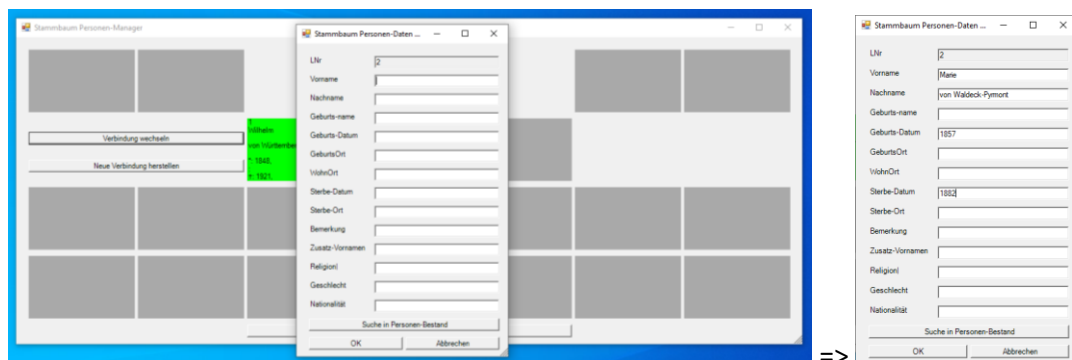 Stammbaum Personen-Manager
Verbindung wechseln
Neue Verbindung herstellen
1
Wilhelm
von Württember
*: 1848,
+: 1921,
Stammbaum Personen-Daten ...
LNr 2
Vorname
Nachname
Geburts-name
Geburts-Datum
GeburtsOrt
WohnOrt
Sterbe-Datum
Sterbe-Ort
Bemerkung
Zusatz-Vornamen
Religion|
Geschlecht
Nationalität
Suche in Personen-Bestand
OK Abbrechen
=>
Stammbaum Personen-Daten ...
LNr 2
Vorname Marie
Nachname von Waldeck-Pyrmont
Geburts-name
Geburts-Datum 1857
GeburtsOrt
WohnOrt
Sterbe-Datum 1882
Sterbe-Ort
Bemerkung
Zusatz-Vornamen
Religion|
Geschlecht
Nationalität
Suche in Personen-Bestand
OK Abbrechen